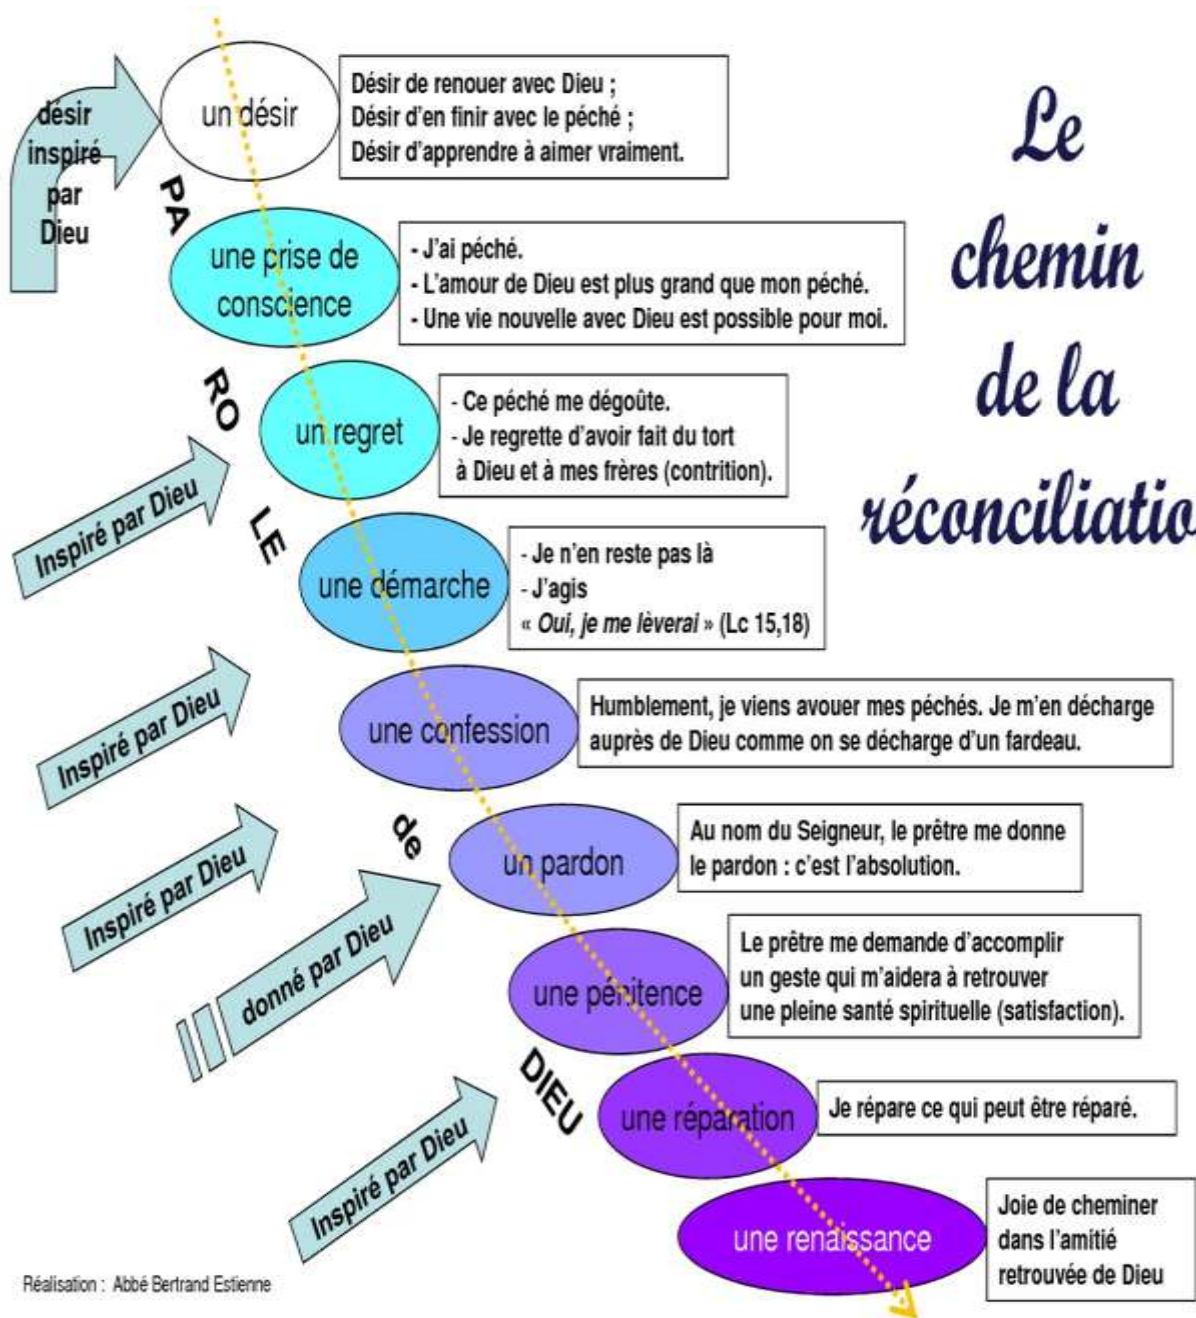 Le
chemin
de la
réconciliatio
désir
inspiré
par
Dieu
un désir
Désir de renouer avec Dieu ;
Désir d'en finir avec le péché ;
Désir d'apprendre à aimer vraiment.
PA
une prise de
conscience
- J'ai péché.
- L'amour de Dieu est plus grand que mon péché.
- Une vie nouvelle avec Dieu est possible pour moi.
RO
un regret
- Ce péché me dégoûte.
- Je regrette d'avoir fait du tort
à Dieu et à mes frères (contrition).
Inspiré par Dieu
LE
une démarche
- Je n'en reste pas là
- J'agis
« Oui, je me lèverai » (Lc 15,18)
Inspiré par Dieu
une confession
Humblement, je viens avouer mes péchés. Je m'en décharge
auprès de Dieu comme on se décharge d'un fardeau.
Inspiré par Dieu
de
un pardon
Au nom du Seigneur, le prêtre me donne
le pardon : c'est l'absolution.
donné par Dieu
une pénitence
Le prêtre me demande d'accomplir
un geste qui m'aidera à retrouver
une pleine santé spirituelle (satisfaction).
DIEU
une réparation
Je répare ce qui peut être réparé.
Inspiré par Dieu
une renaissance
Joie de cheminer
dans l'amitié
retrouvée de Dieu
Réalisation : Abbé Bertrand Estienne